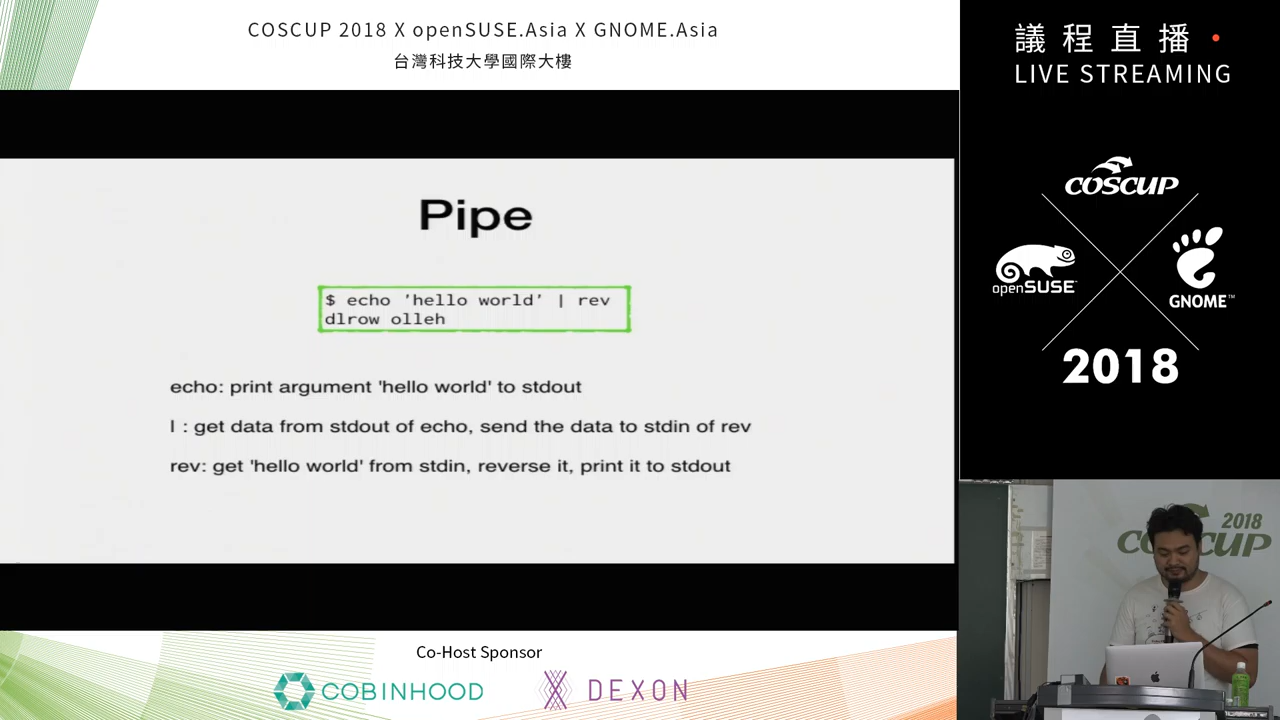 COSCUP 2018 X openSUSE.Asia X GNOME.Asia
台灣科技大學國際大樓
議程直播
LIVE STREAMING
COSCUP
openSUSE
GNOME™
2018
Pipe
$ echo 'hello world' | rev
dlrow olleh
echo: print argument 'hello world' to stdout
| : get data from stdout of echo, send the data to stdin of rev
rev: get 'hello world' from stdin, reverse it, print it to stdout
2018
COSCUP
Co-Host Sponsor
COBINHOOD
DEXON